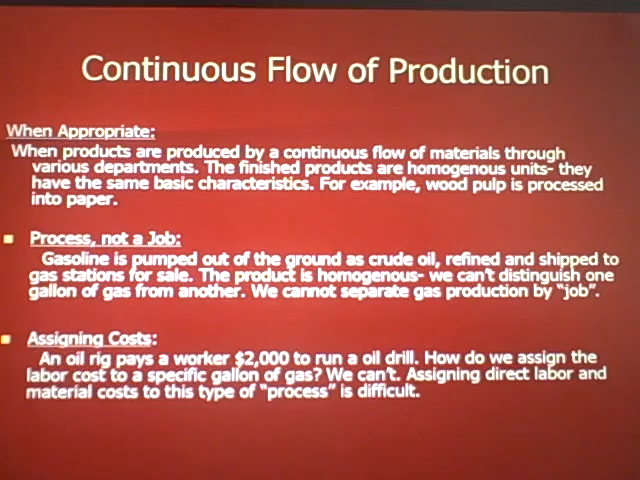 Continuous Flow of Production
When Appropriate:
When products are produced by a continuous flow of materials through
various departments. The finished products are homogenous units- they
have the same basic characteristics. For example, wood pulp is processed
into paper.
Process, not a Job:
Gasoline is pumped out of the ground as crude oil, refined and shipped to
gas stations for sale. The product is homogenous- we can't distinguish one
gallon of gas from another. We cannot separate gas production by "job".
Assigning Costs:
An oil rig pays a worker $2,000 to run a oil drill. How do we assign the
labor cost to a specific gallon of gas? We can't. Assigning direct labor and
material costs to this type of "process" is difficult.